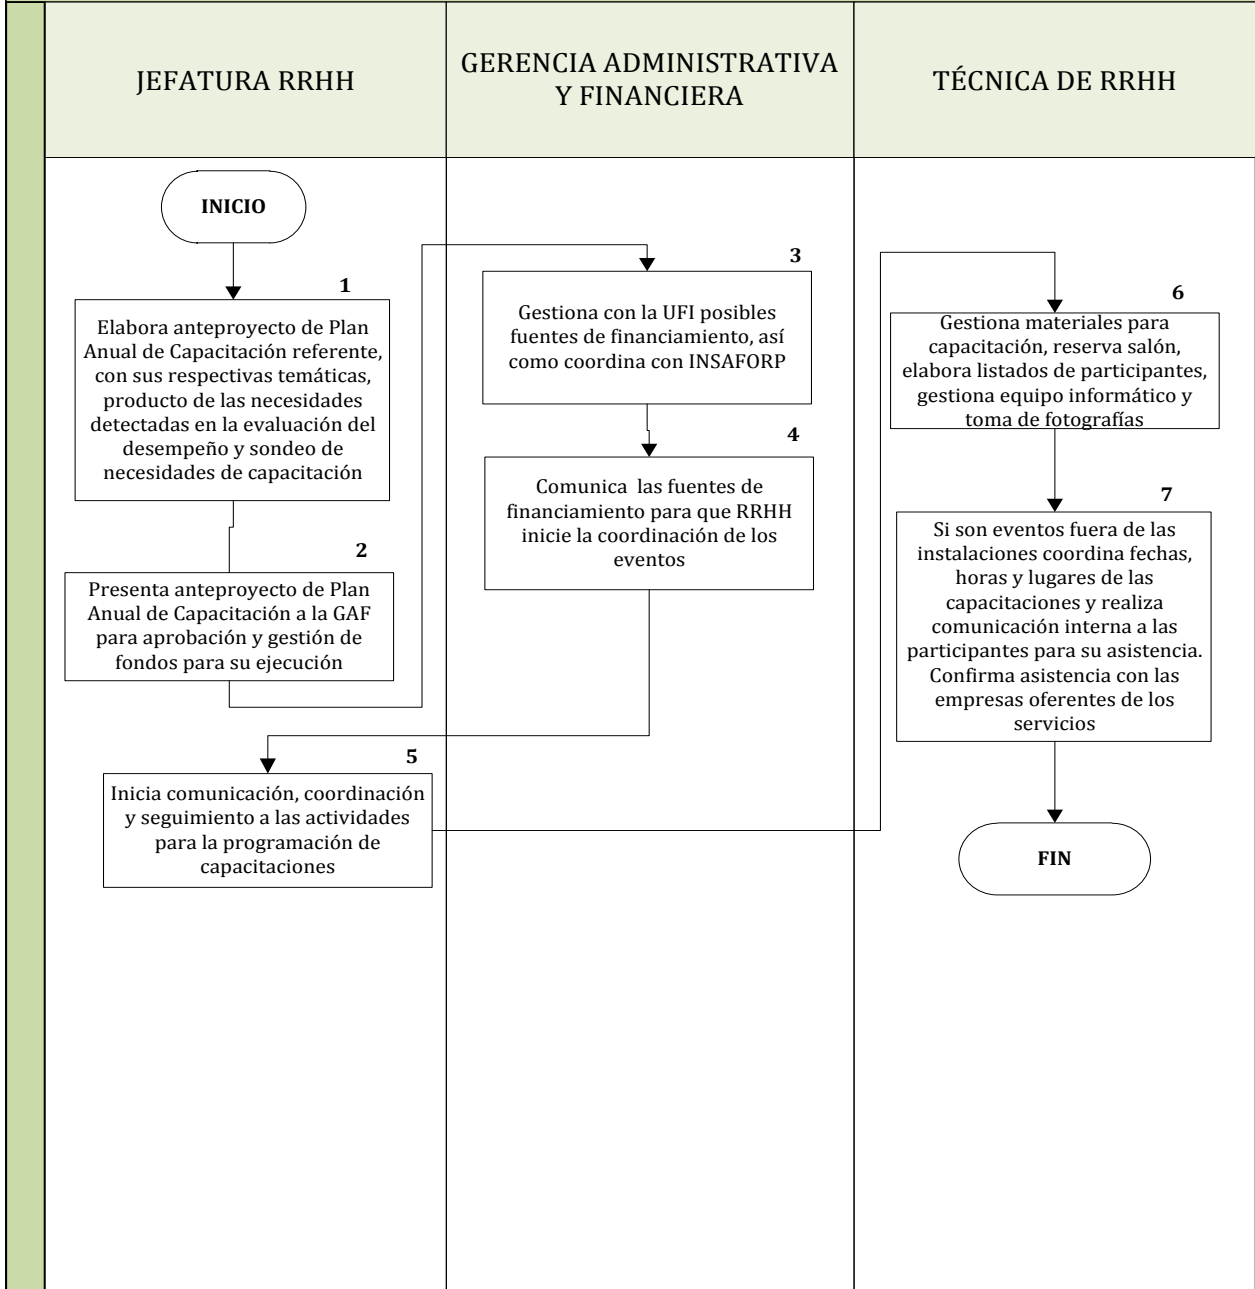 JEFATURA RRHH
GERENCIA ADMINISTRATIVA
Y FINANCIERA
TÉCNICA DE RRHH
INICIO
1
Elabora anteproyecto de Plan
Anual de Capacitación referente,
con sus respectivas temáticas,
producto de las necesidades
detectadas en la evaluación del
desempeño y sondeo de
necesidades de capacitación
2
Presenta anteproyecto de Plan
Anual de Capacitación a la GAF
para aprobación y gestión de
fondos para su ejecución
3
Gestiona con la UFI posibles
fuentes de financiamiento, así
como coordina con INSAFORP
4
Comunica las fuentes de
financiamiento para que RRHH
inicie la coordinación de los
eventos
5
Inicia comunicación, coordinación
y seguimiento a las actividades
para la programación de
capacitaciones
6
Gestiona materiales para
capacitación, reserva salón,
elabora listados de participantes,
gestiona equipo informático y
toma de fotografías
7
Si son eventos fuera de las
instalaciones coordina fechas,
horas y lugares de las
capacitaciones y realiza
comunicación interna a las
participantes para su asistencia.
Confirma asistencia con las
empresas oferentes de los
servicios
FIN